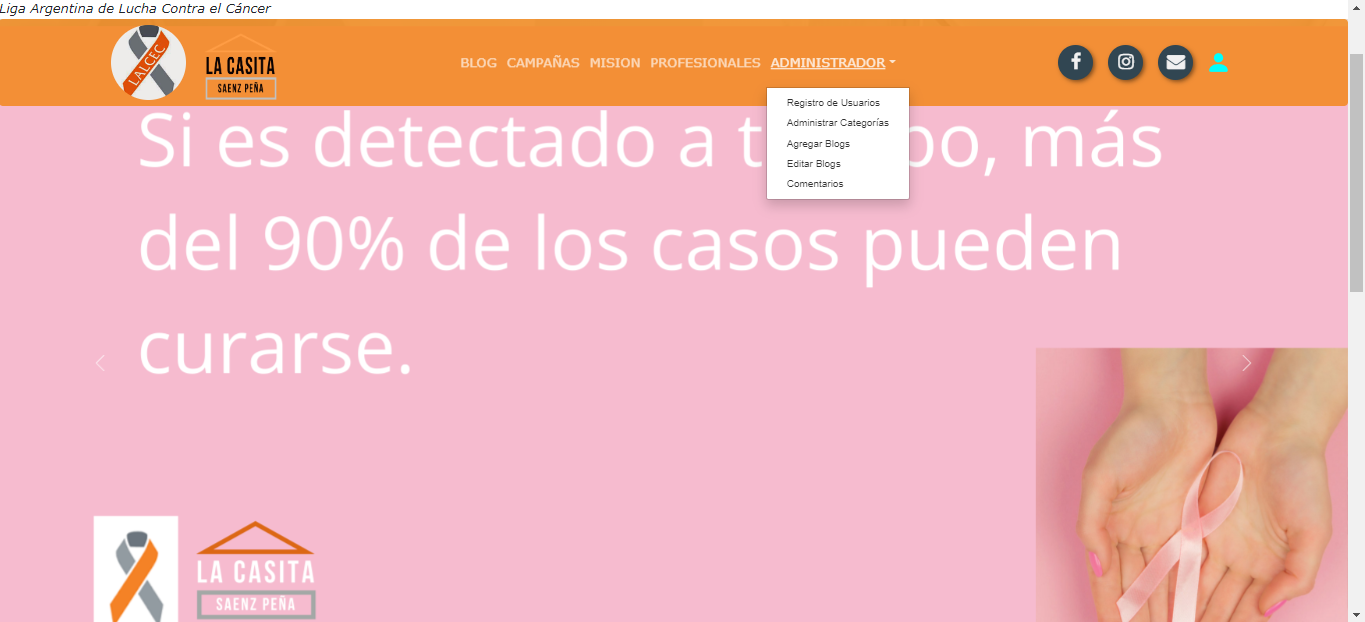 Liga Argentina de Lucha Contra el Cáncer
LALCEC
LA CASITA
SAENZ PEÑA
BLOG CAMPAÑAS MISION PROFESIONALES ADMINISTRADOR
Registro de Usuarios
Administrar Categorías
Agregar Blogs
Editar Blogs
Comentarios
Si es detectado a t po, más
del 90% de los casos pueden
curarse.
LA CASITA
SAENZ PEÑA